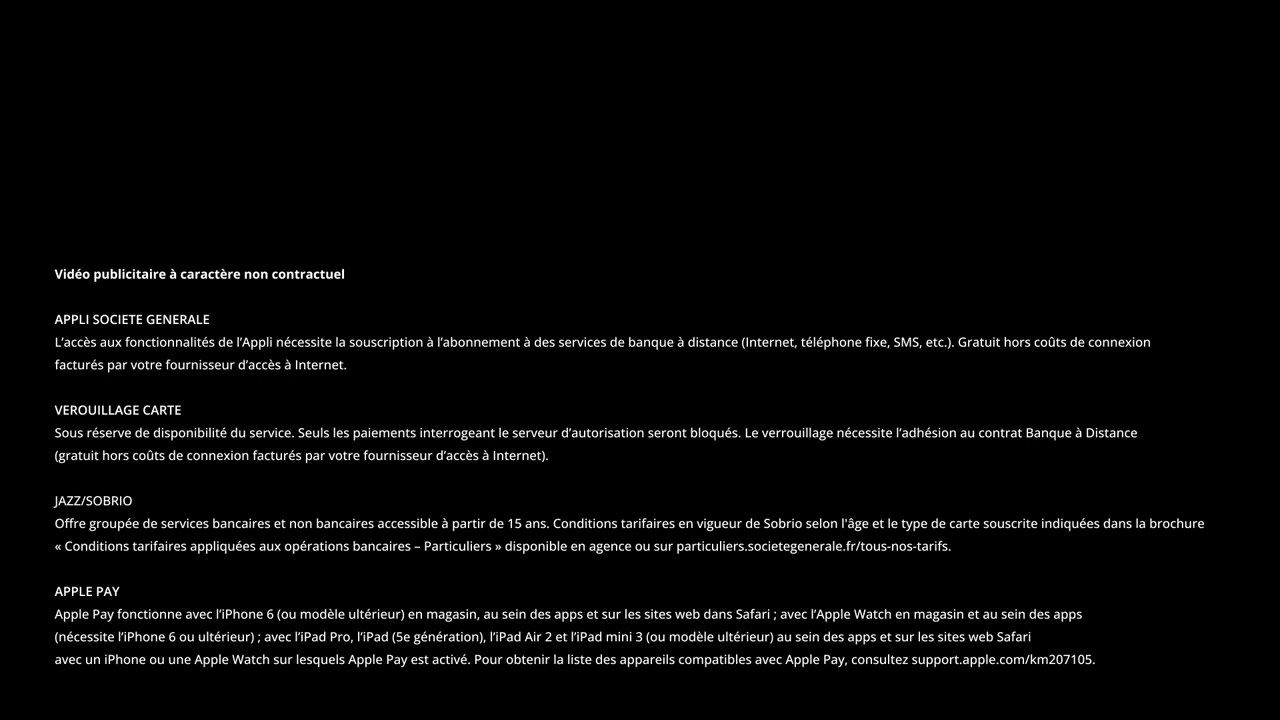 Vidéo publicitaire à caractère non contractuel
APPLI SOCIETE GENERALE
L’accès aux fonctionnalités de l’Appli nécessite la souscription à l’abonnement à des services de banque à distance (Internet, téléphone fixe, SMS, etc.). Gratuit hors coûts de connexion
facturés par votre fournisseur d’accès à Internet.
VEROUILLAGE CARTE
Sous réserve de disponibilité du service. Seuls les paiements interrogeant le serveur d’autorisation seront bloqués. Le verrouillage nécessite l’adhésion au contrat Banque à Distance
(gratuit hors coûts de connexion facturés par votre fournisseur d’accès à Internet).
JAZZ/SOBRIO
Offre groupée de services bancaires et non bancaires accessible à partir de 15 ans. Conditions tarifaires en vigueur de Sobrio selon l'âge et le type de carte souscrite indiquées dans la brochure
« Conditions tarifaires appliquées aux opérations bancaires – Particuliers » disponible en agence ou sur particuliers.societegenerale.fr/tous-nos-tarifs.
APPLE PAY
Apple Pay fonctionne avec l’iPhone 6 (ou modèle ultérieur) en magasin, au sein des apps et sur les sites web dans Safari ; avec l’Apple Watch en magasin et au sein des apps
(nécessite l’iPhone 6 ou ultérieur) ; avec l’iPad Pro, l’iPad (5e génération), l’iPad Air 2 et l’iPad mini 3 (ou modèle ultérieur) au sein des apps et sur les sites web Safari
avec un iPhone ou une Apple Watch sur lesquels Apple Pay est activé. Pour obtenir la liste des appareils compatibles avec Apple Pay, consultez support.apple.com/km207105.